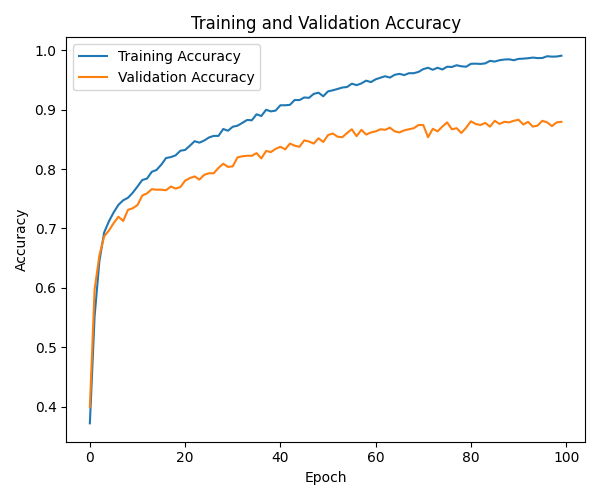 Training and Validation Accuracy
Training Accuracy
Validation Accuracy
1.0
0.9
0.8
0.7
0.6
0.5
0.4
Accuracy
0 20 40 60 80 100
Epoch